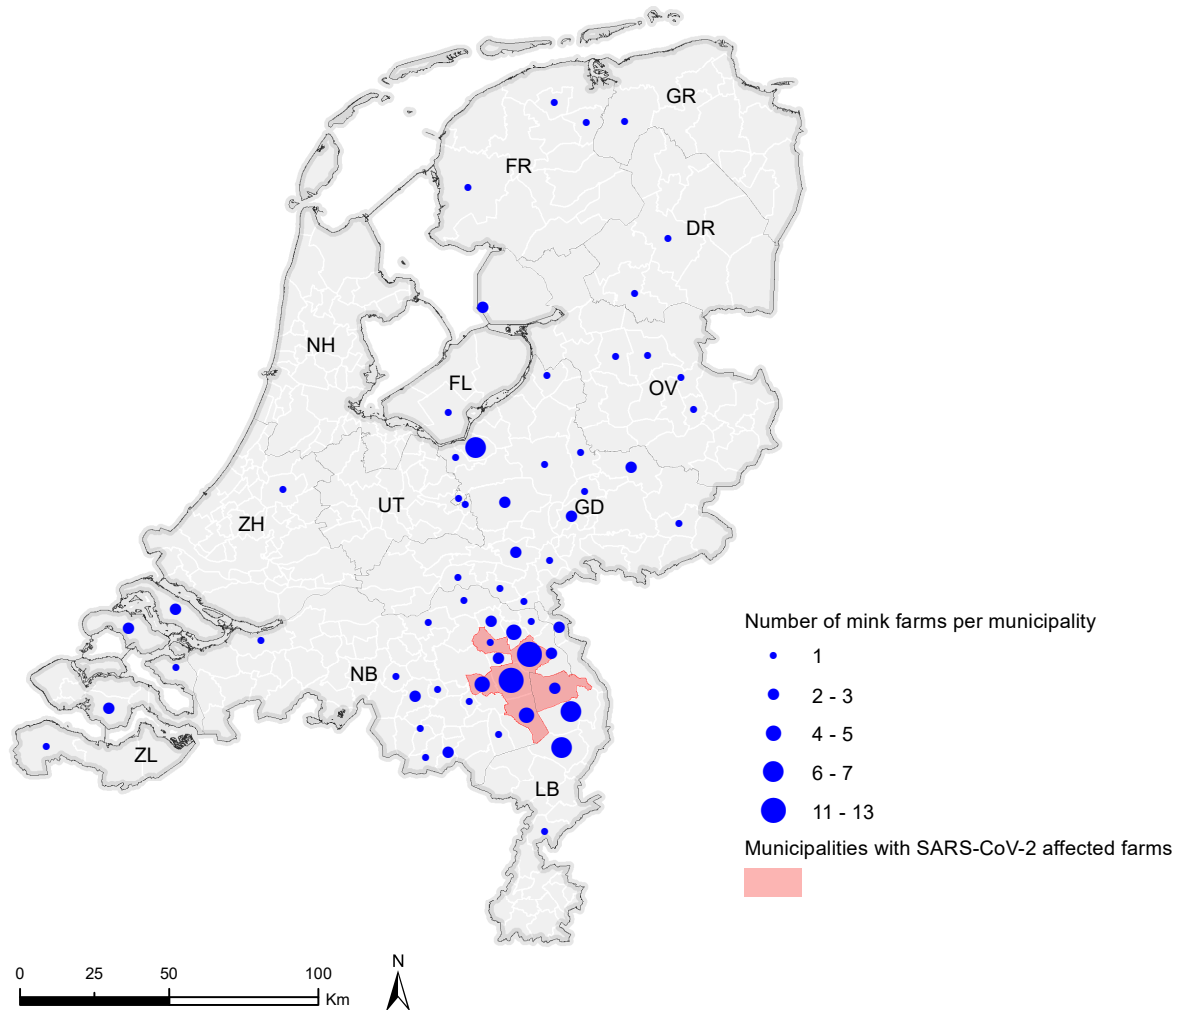 GR
FR
DR
NH
FL
OV
UT
GD
ZH
NB
ZL
LB
Number of mink farms per municipality
1
2 - 3
4 - 5
6 - 7
11 - 13
Municipalities with SARS-CoV-2 affected farms
N
0 25 50 100
Km